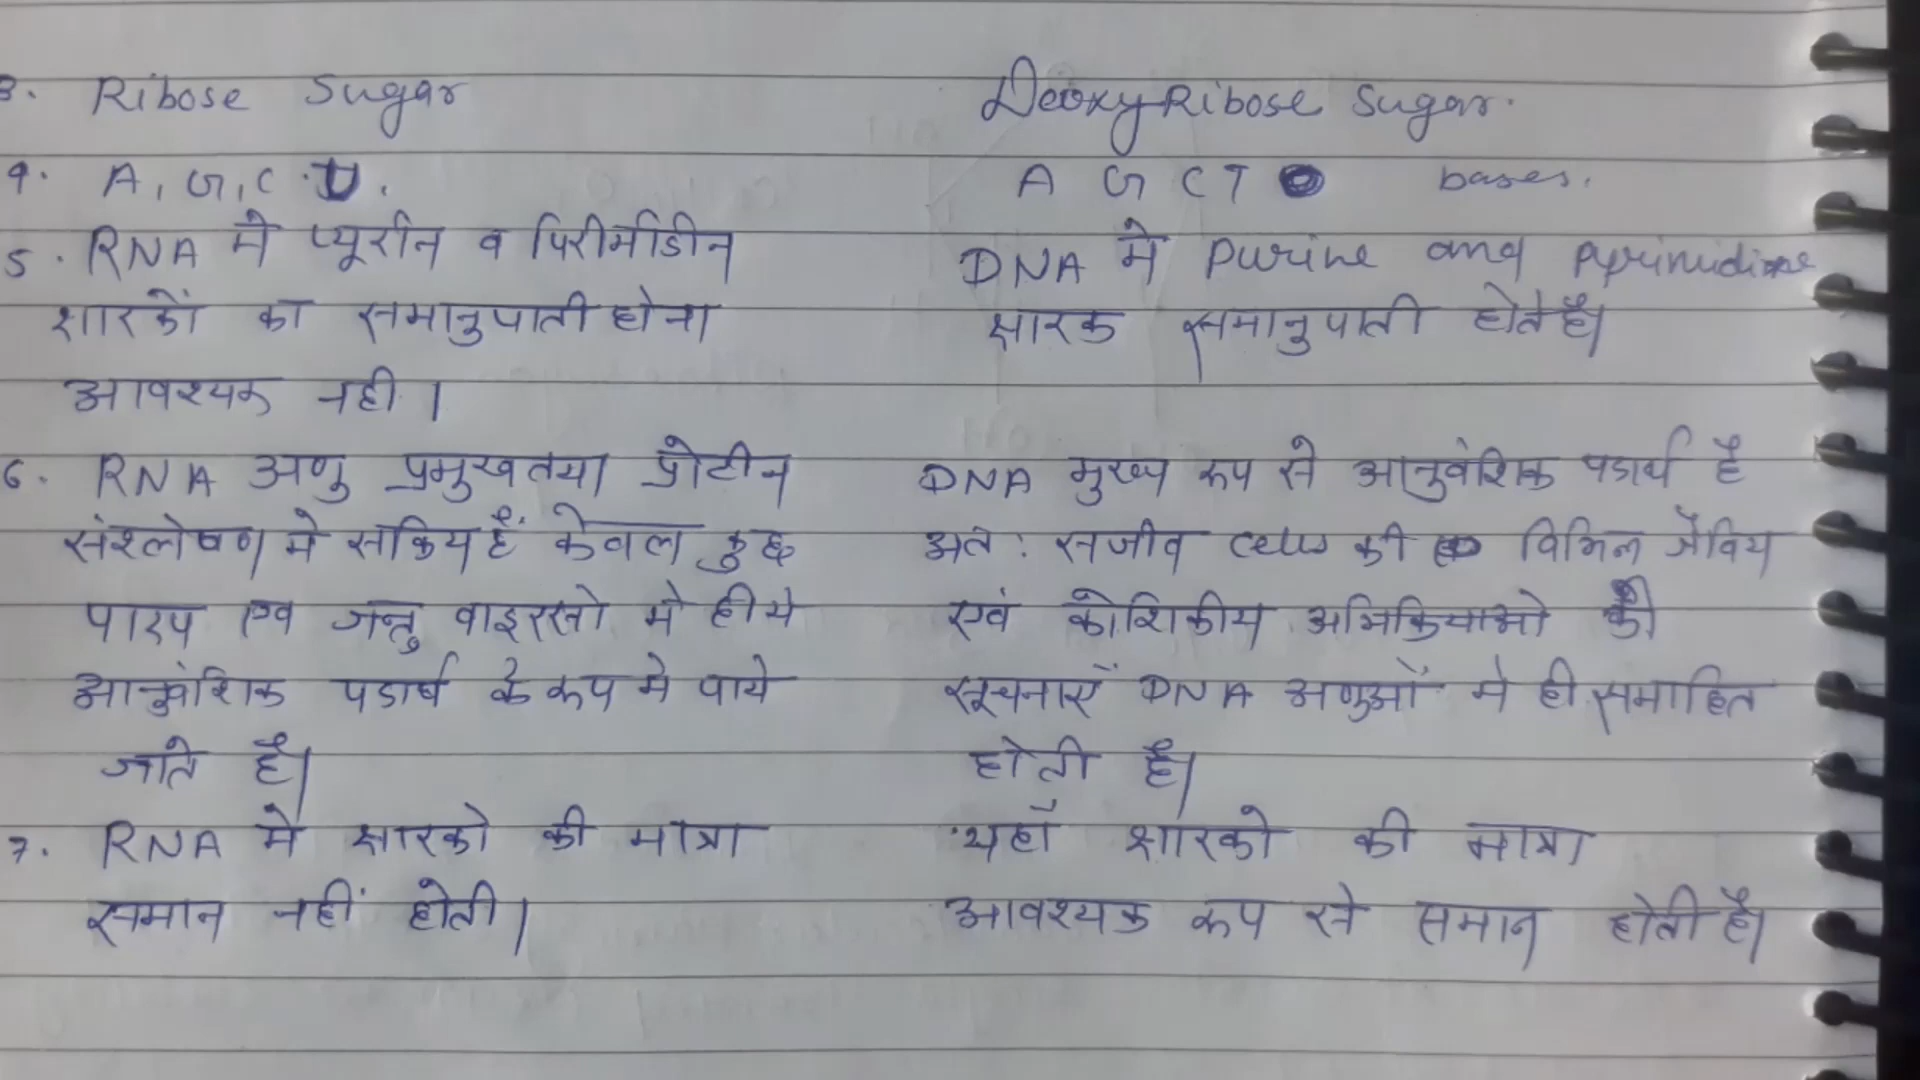 3. Ribose Sugar Deoxy Ribose Sugar.
4. A, G, C. U. A G C T bases.
5. RNA मे प्यूरीन व पिरीमीडीन DNA मे purine and pyrimidine
क्षारकों का समानुपाती होना क्षारक समानुपाती होते है।
आवश्यक नही।
6. RNA अणु प्रमुखतया प्रोटीन DNA मुख्य रूप से आनुवंशिक पदार्थ है
संश्लेषण मे सक्रिय हैं केवल कुछ अत: सजीव cells की विभिन्न जैविय
पादप एवं जन्तु वाइरसो मे ही ये एवं कोशिकीय अभिक्रियाओ की
आनुवंशिक पदार्थ के रूप मे पाये सूचनाएँ DNA अणुओं मे ही समाहित
जाते है। होती है।
7. RNA मे क्षारको की मात्रा यहाँ क्षारको की मात्रा
समान नहीं होती। आवश्यक रूप से समान होती है।